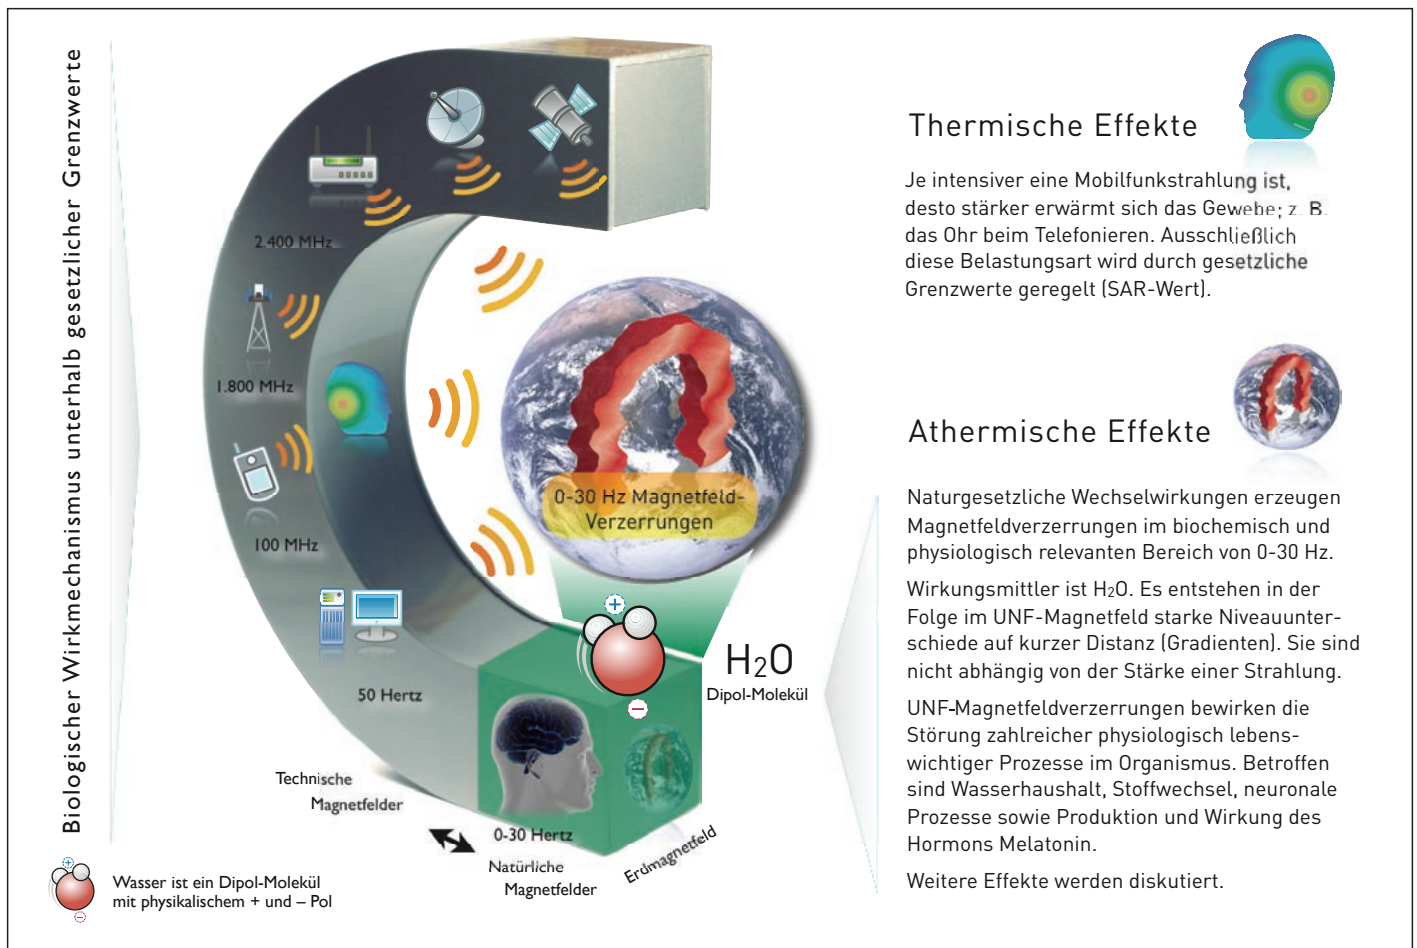 Biologischer Wirkmechanismus unterhalb gesetzlicher Grenzwerte
2.400 MHz
1.800 MHz
100 MHz
50 Hertz
0-30 Hz Magnetfeld-
Verzerrungen
+
H₂O
Dipol-Molekül
–
Technische
Magnetfelder
0-30 Hertz
Natürliche
Magnetfelder
Erdmagnetfeld
+
–
Wasser ist ein Dipol-Molekül
mit physikalischem + und – Pol
Thermische Effekte
Je intensiver eine Mobilfunkstrahlung ist,
desto stärker erwärmt sich das Gewebe; z. B.
das Ohr beim Telefonieren. Ausschließlich
diese Belastungsart wird durch gesetzliche
Grenzwerte geregelt (SAR-Wert).
Athermische Effekte
Naturgesetzliche Wechselwirkungen erzeugen
Magnetfeldverzerrungen im biochemisch und
physiologisch relevanten Bereich von 0-30 Hz.
Wirkungsmittler ist H₂O. Es entstehen in der
Folge im UNF-Magnetfeld starke Niveauunter-
schiede auf kurzer Distanz (Gradienten). Sie sind
nicht abhängig von der Stärke einer Strahlung.
UNF-Magnetfeldverzerrungen bewirken die
Störung zahlreicher physiologisch lebens-
wichtiger Prozesse im Organismus. Betroffen
sind Wasserhaushalt, Stoffwechsel, neuronale
Prozesse sowie Produktion und Wirkung des
Hormons Melatonin.
Weitere Effekte werden diskutiert.